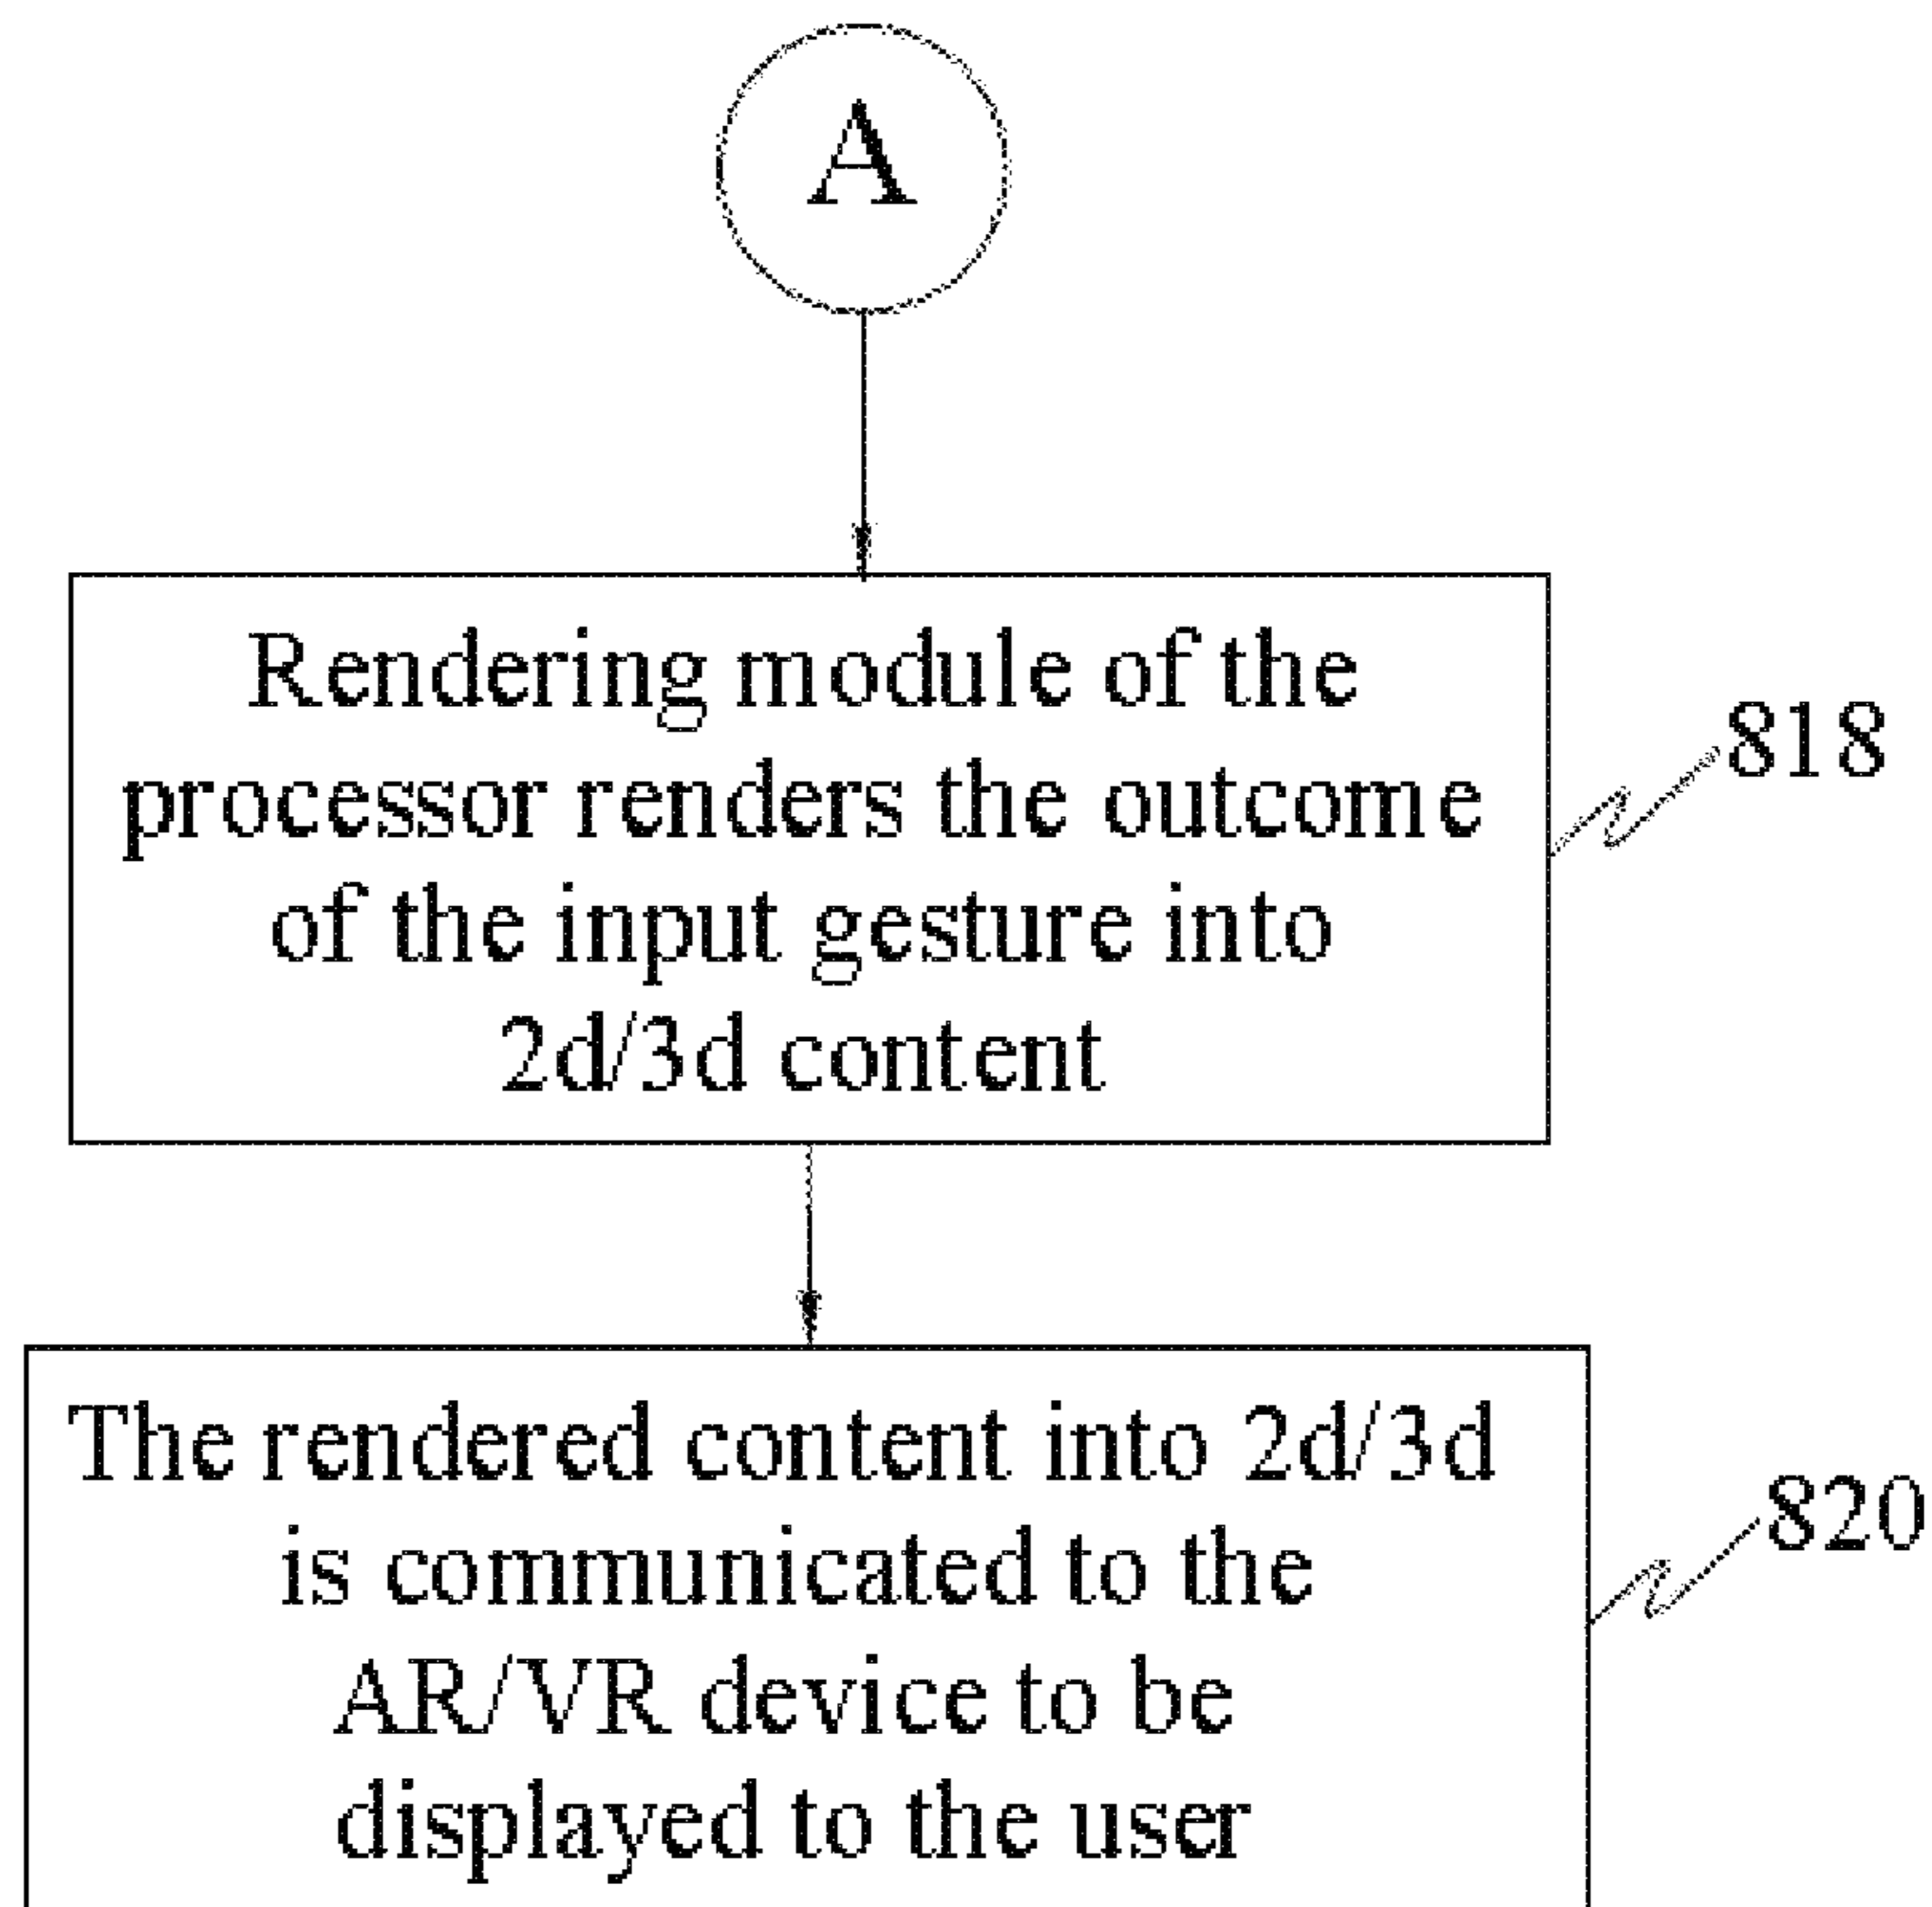 A
Rendering module of the
processor renders the outcome
of the input gesture into
2d/3d content
818
The rendered content into 2d/3d
is communicated to the
AR/VR device to be
displayed to the user
820